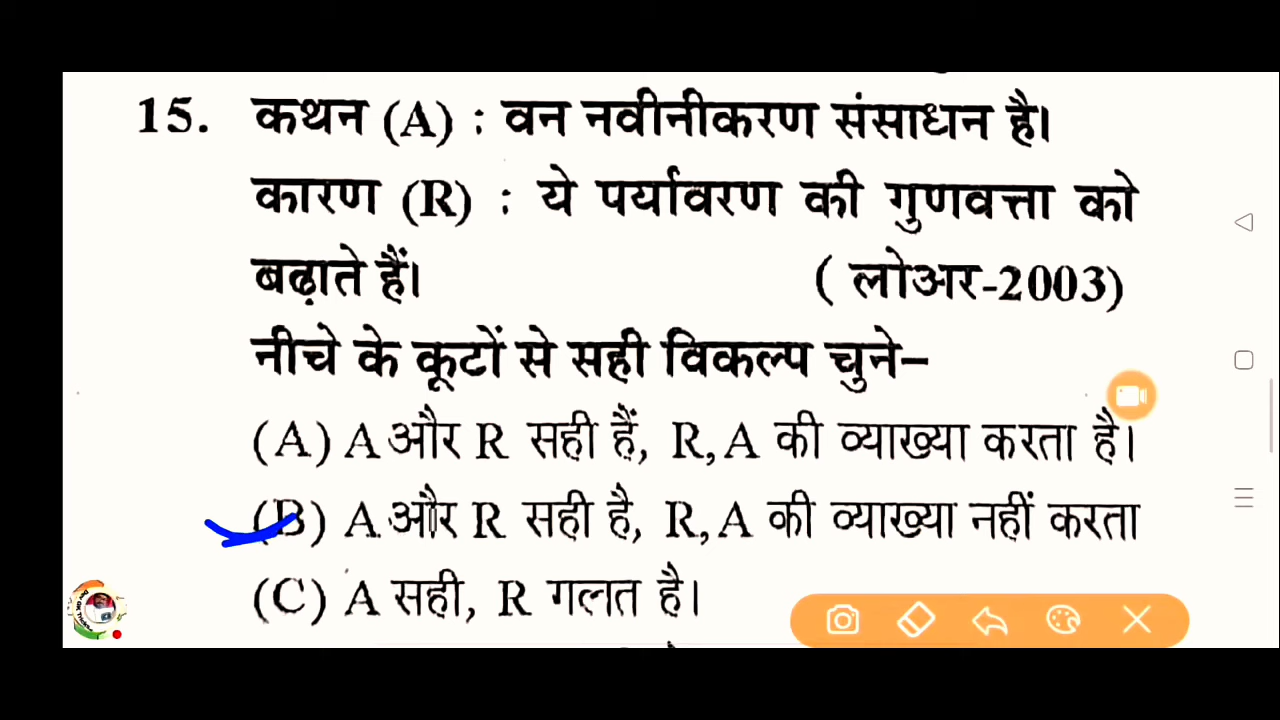 15. कथन (A) : वन नवीनीकरण संसाधन है।
कारण (R) : ये पर्यावरण की गुणवत्ता को
बढ़ाते हैं। ( लोअर-2003)
नीचे के कूटों से सही विकल्प चुने–
(A) A और R सही हैं, R, A की व्याख्या करता है।
(B) A और R सही है, R, A की व्याख्या नहीं करता
(C) A सही, R गलत है।